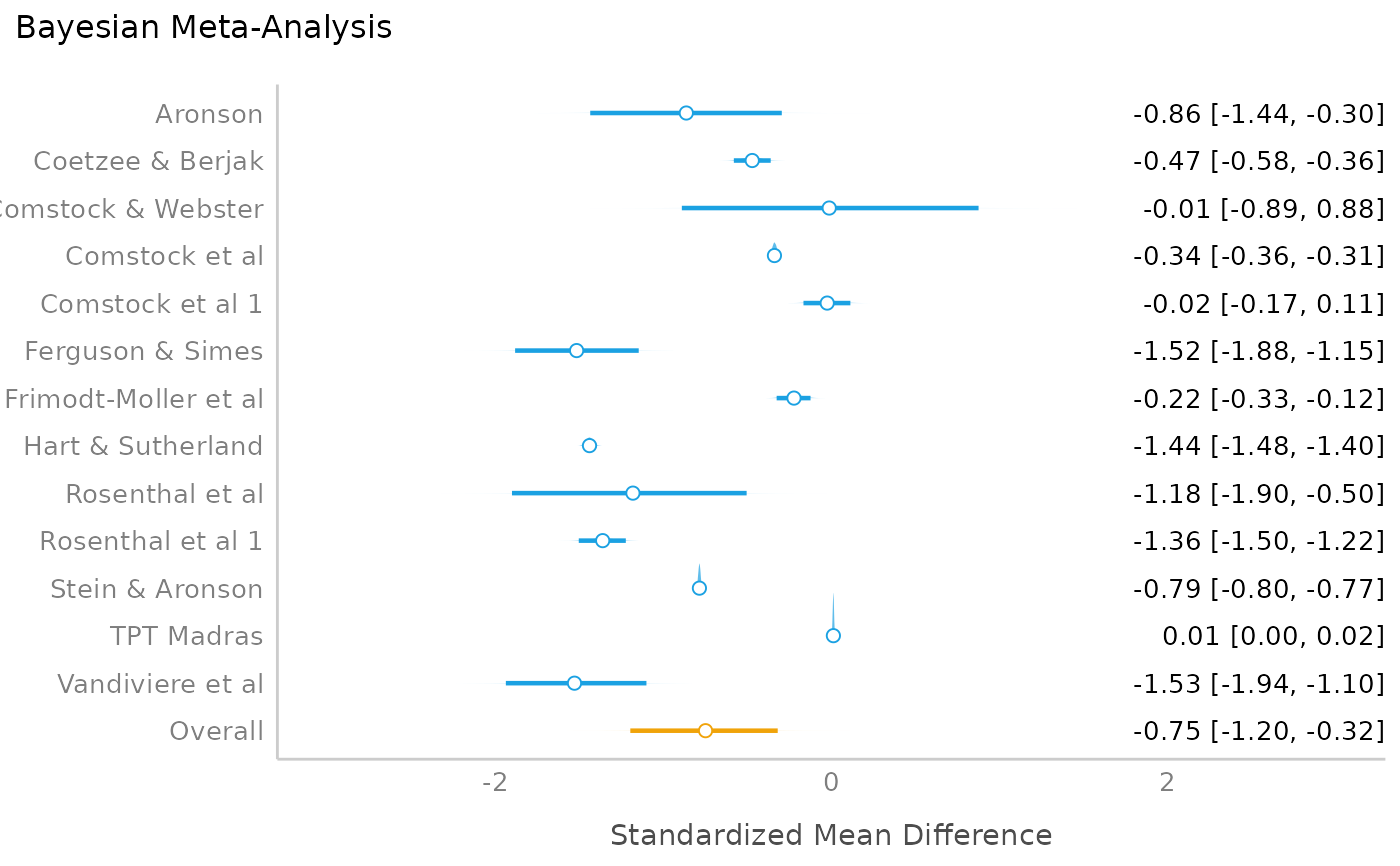 Bayesian Meta-Analysis
Aronson -0.86 [-1.44, -0.30]
Coetzee & Berjak -0.47 [-0.58, -0.36]
Comstock & Webster -0.01 [-0.89, 0.88]
Comstock et al -0.34 [-0.36, -0.31]
Comstock et al 1 -0.02 [-0.17, 0.11]
Ferguson & Simes -1.52 [-1.88, -1.15]
Frimodt-Moller et al -0.22 [-0.33, -0.12]
Hart & Sutherland -1.44 [-1.48, -1.40]
Rosenthal et al -1.18 [-1.90, -0.50]
Rosenthal et al 1 -1.36 [-1.50, -1.22]
Stein & Aronson -0.79 [-0.80, -0.77]
TPT Madras 0.01 [0.00, 0.02]
Vandiviere et al -1.53 [-1.94, -1.10]
Overall -0.75 [-1.20, -0.32]
-2 0 2
Standardized Mean Difference